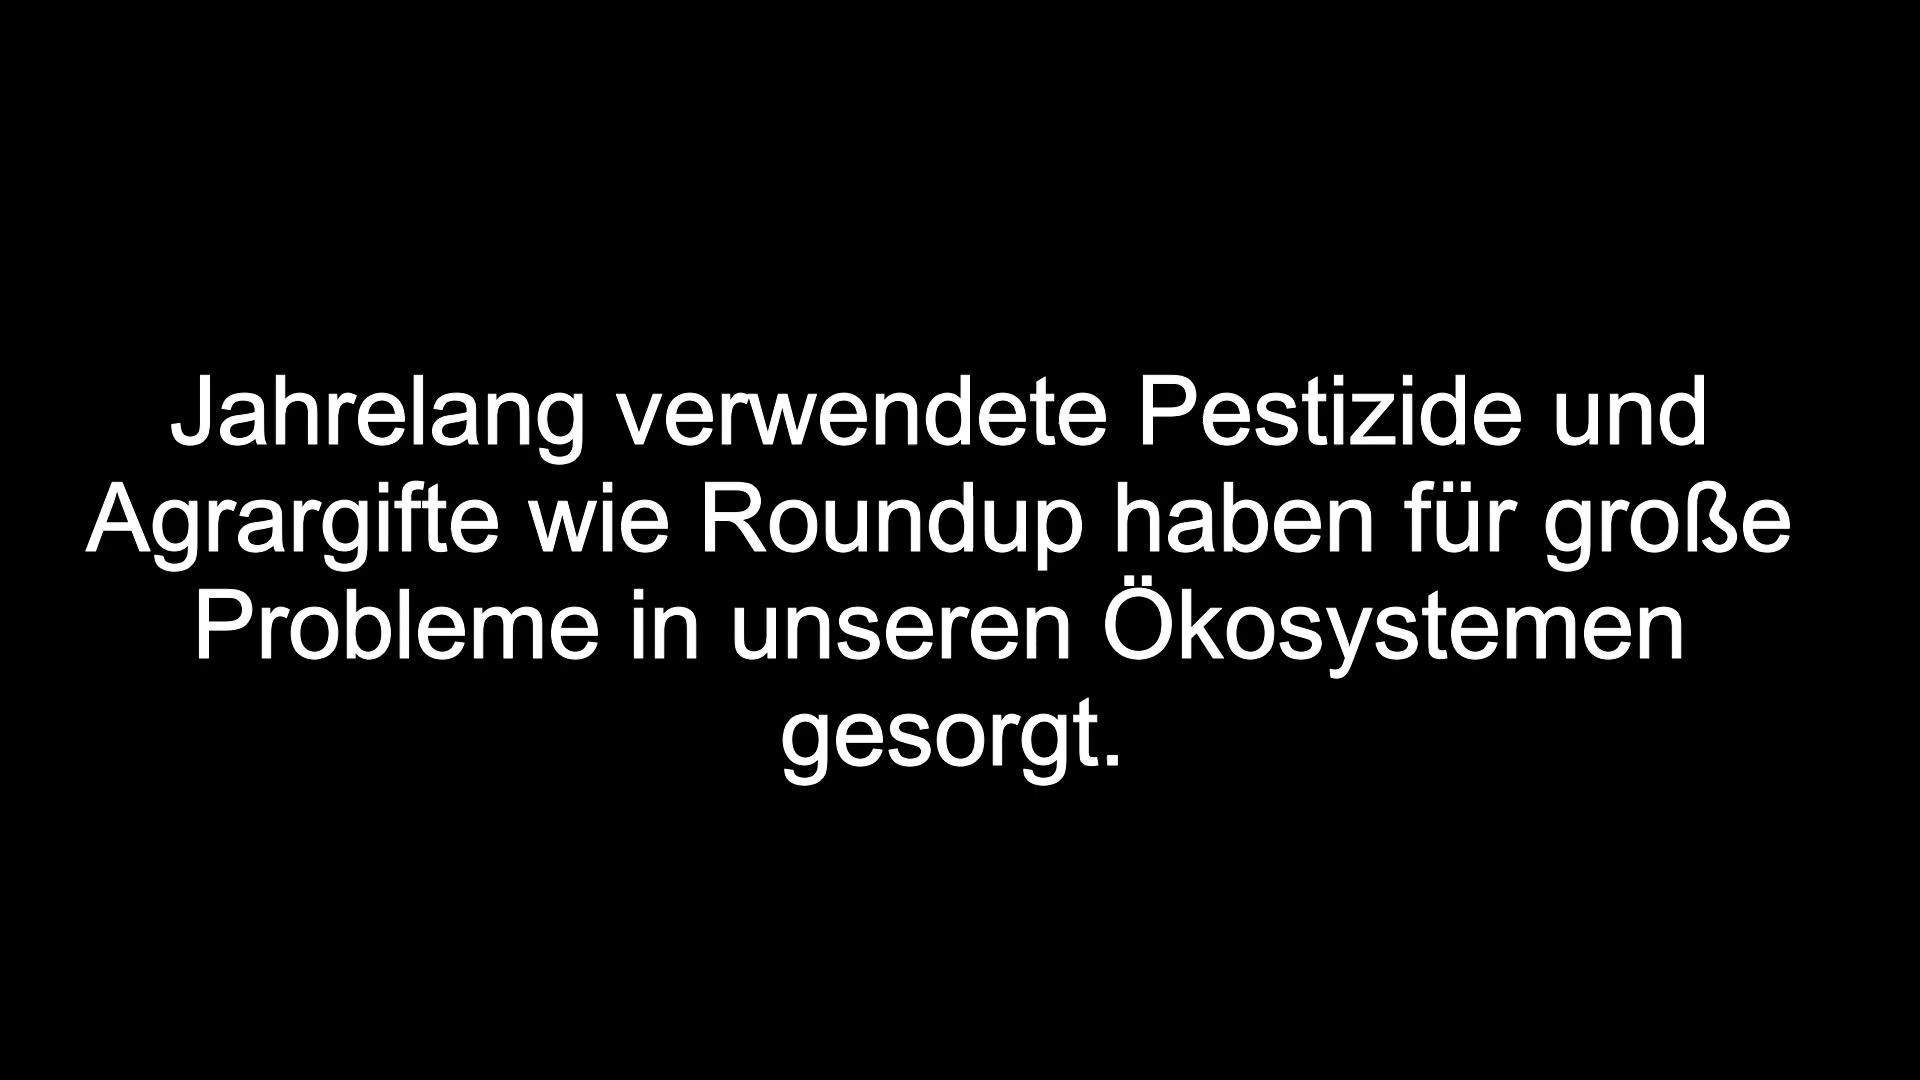 Jahrelang verwendete Pestizide und
Agrargifte wie Roundup haben für große
Probleme in unseren Ökosystemen
gesorgt.